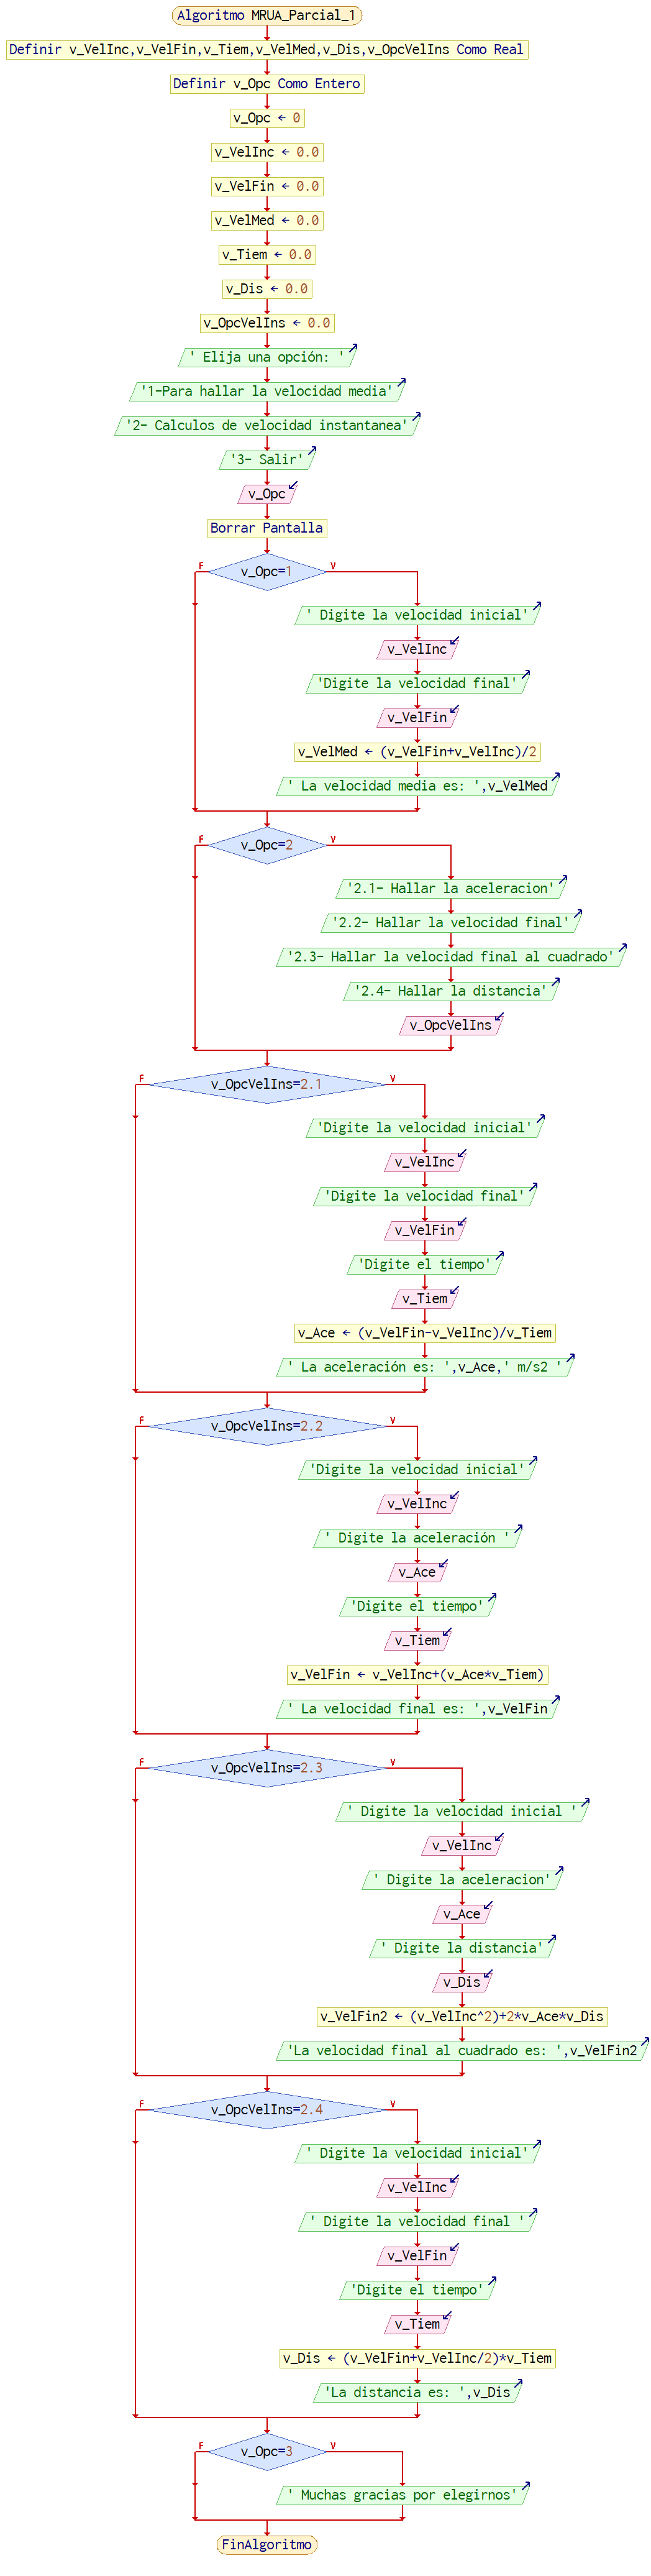 Algoritmo MRUA_Parcial_1
Definir v_VelInc,v_VelFin,v_Tiem,v_VelMed,v_Dis,v_OpcVelIns Como Real
Definir v_Opc Como Entero
v_Opc ← 0
v_VelInc ← 0.0
v_VelFin ← 0.0
v_VelMed ← 0.0
v_Tiem ← 0.0
v_Dis ← 0.0
v_OpcVelIns ← 0.0
' Elija una opción: '
'1-Para hallar la velocidad media'
'2- Calculos de velocidad instantanea'
'3- Salir'
v_Opc
Borrar Pantalla
F
v_Opc=1
V
' Digite la velocidad inicial'
v_VelInc
'Digite la velocidad final'
v_VelFin
v_VelMed ← (v_VelFin+v_VelInc)/2
' La velocidad media es: ',v_VelMed
F
v_Opc=2
V
'2.1- Hallar la aceleracion'
'2.2- Hallar la velocidad final'
'2.3- Hallar la velocidad final al cuadrado'
'2.4- Hallar la distancia'
v_OpcVelIns
F
v_OpcVelIns=2.1
V
'Digite la velocidad inicial'
v_VelInc
'Digite la velocidad final'
v_VelFin
'Digite el tiempo'
v_Tiem
v_Ace ← (v_VelFin-v_VelInc)/v_Tiem
' La aceleración es: ',v_Ace,' m/s2 '
F
v_OpcVelIns=2.2
V
'Digite la velocidad inicial'
v_VelInc
' Digite la aceleración '
v_Ace
'Digite el tiempo'
v_Tiem
v_VelFin ← v_VelInc+(v_Ace*v_Tiem)
' La velocidad final es: ',v_VelFin
F
v_OpcVelIns=2.3
V
' Digite la velocidad inicial '
v_VelInc
' Digite la aceleracion'
v_Ace
' Digite la distancia'
v_Dis
v_VelFin2 ← (v_VelInc^2)+2*v_Ace*v_Dis
'La velocidad final al cuadrado es: ',v_VelFin2
F
v_OpcVelIns=2.4
V
' Digite la velocidad inicial'
v_VelInc
' Digite la velocidad final '
v_VelFin
'Digite el tiempo'
v_Tiem
v_Dis ← (v_VelFin+v_VelInc/2)*v_Tiem
'La distancia es: ',v_Dis
F
v_Opc=3
V
' Muchas gracias por elegirnos'
FinAlgoritmo